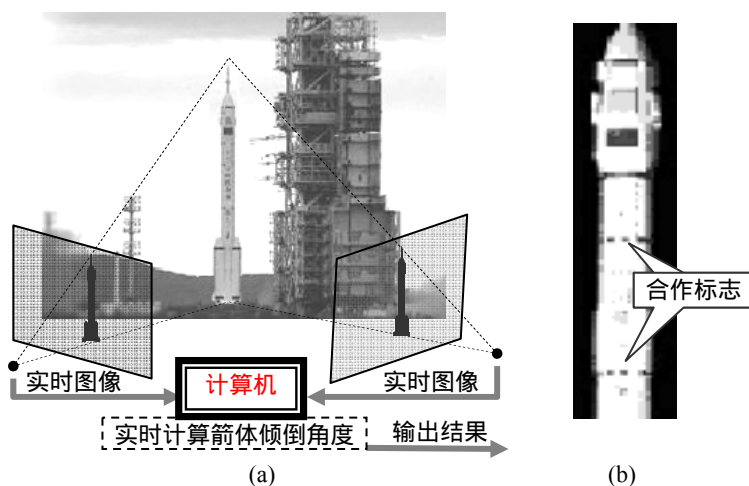 合作标志
实时图像
计算机
实时图像
实时计算箭体倾倒角度
输出结果
(a)
(b)